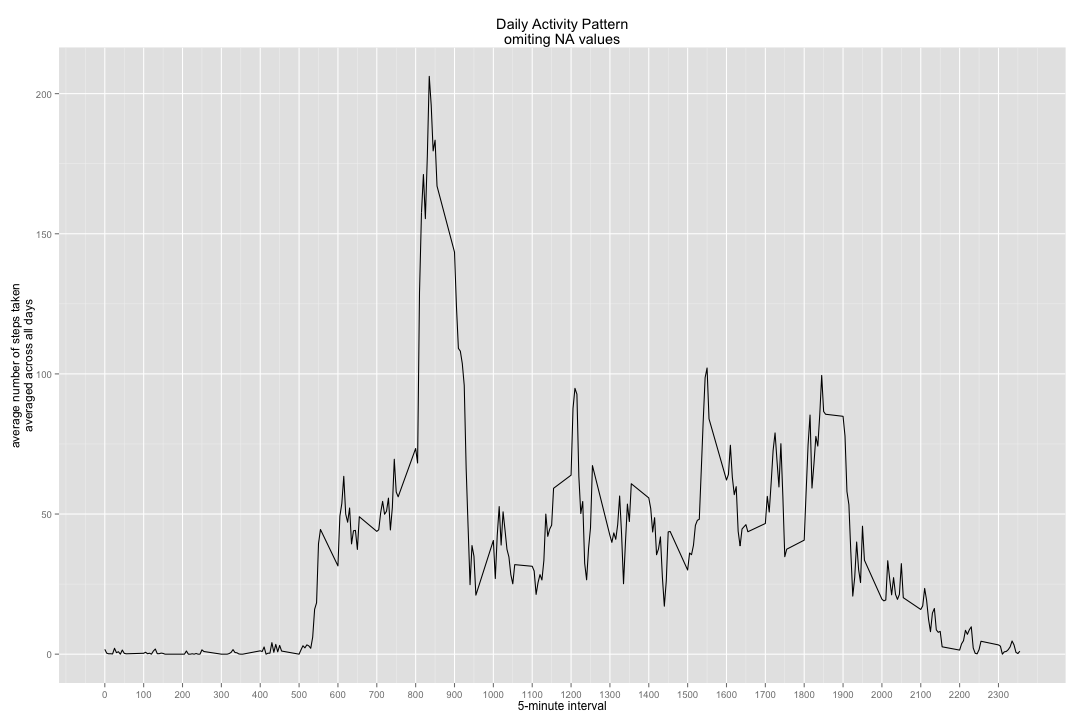 Daily Activity Pattern
omiting NA values
200
150
100
50
0
average number of steps taken
averaged across all days
0 100 200 300 400 500 600 700 800 900 1000 1100 1200 1300 1400 1500 1600 1700 1800 1900 2000 2100 2200 2300
5-minute interval